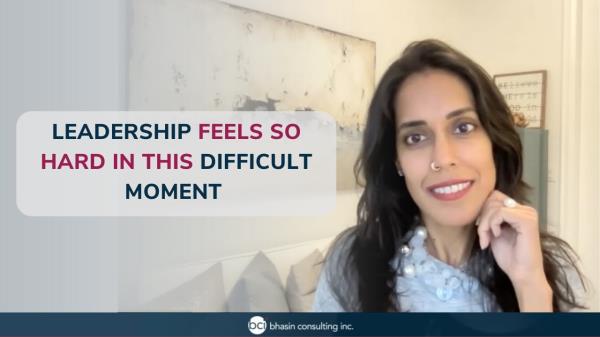 LEADERSHIP FEELS SO
HARD IN THIS DIFFICULT
MOMENT
bci bhasin consulting inc.